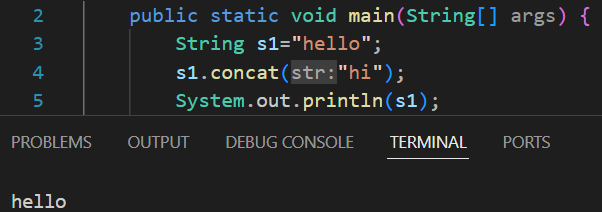 2 public static void main(String[] args) {
3 String s1="hello";
4 s1.concat(str:"hi");
5 System.out.println(s1);
PROBLEMS OUTPUT DEBUG CONSOLE TERMINAL PORTS
hello